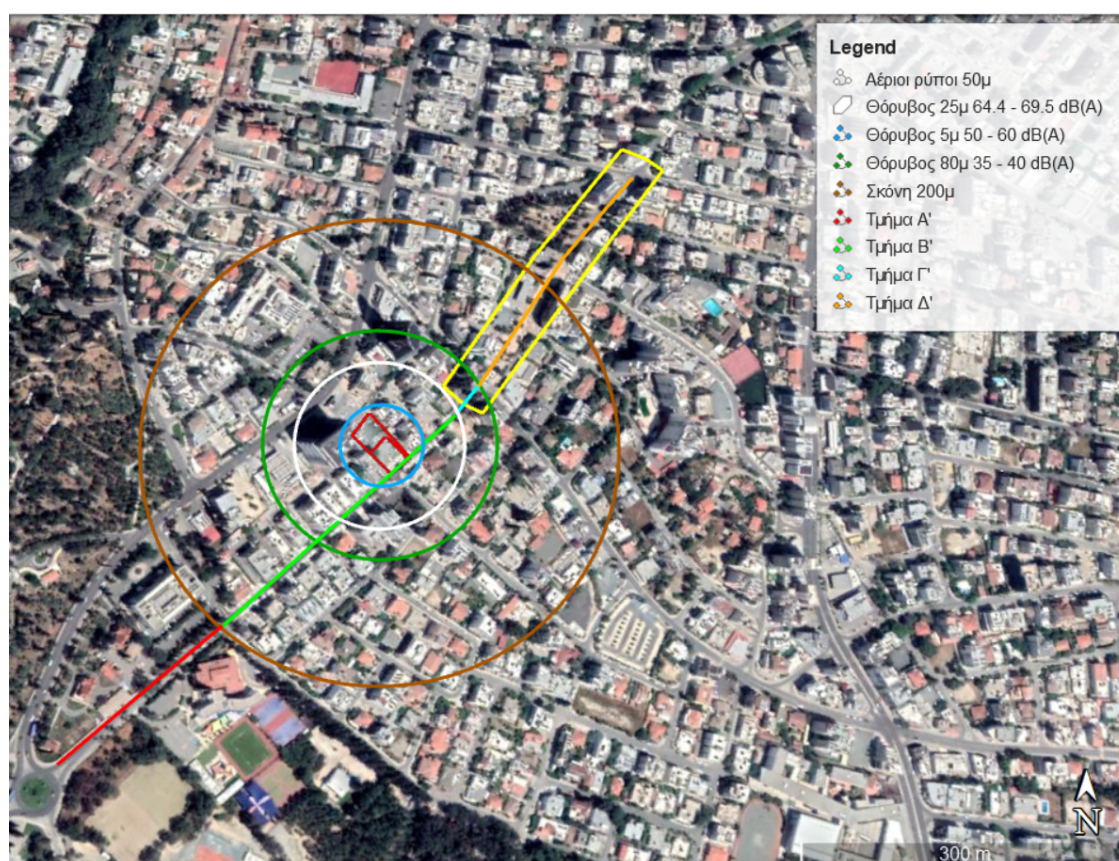 Legend
Αέριοι ρύποι 50μ
Θόρυβος 25μ 64.4 - 69.5 dB(A)
Θόρυβος 5μ 50 - 60 dB(A)
Θόρυβος 80μ 35 - 40 dB(A)
Σκόνη 200μ
Τμήμα Α'
Τμήμα Β'
Τμήμα Γ'
Τμήμα Δ'
N
300 m